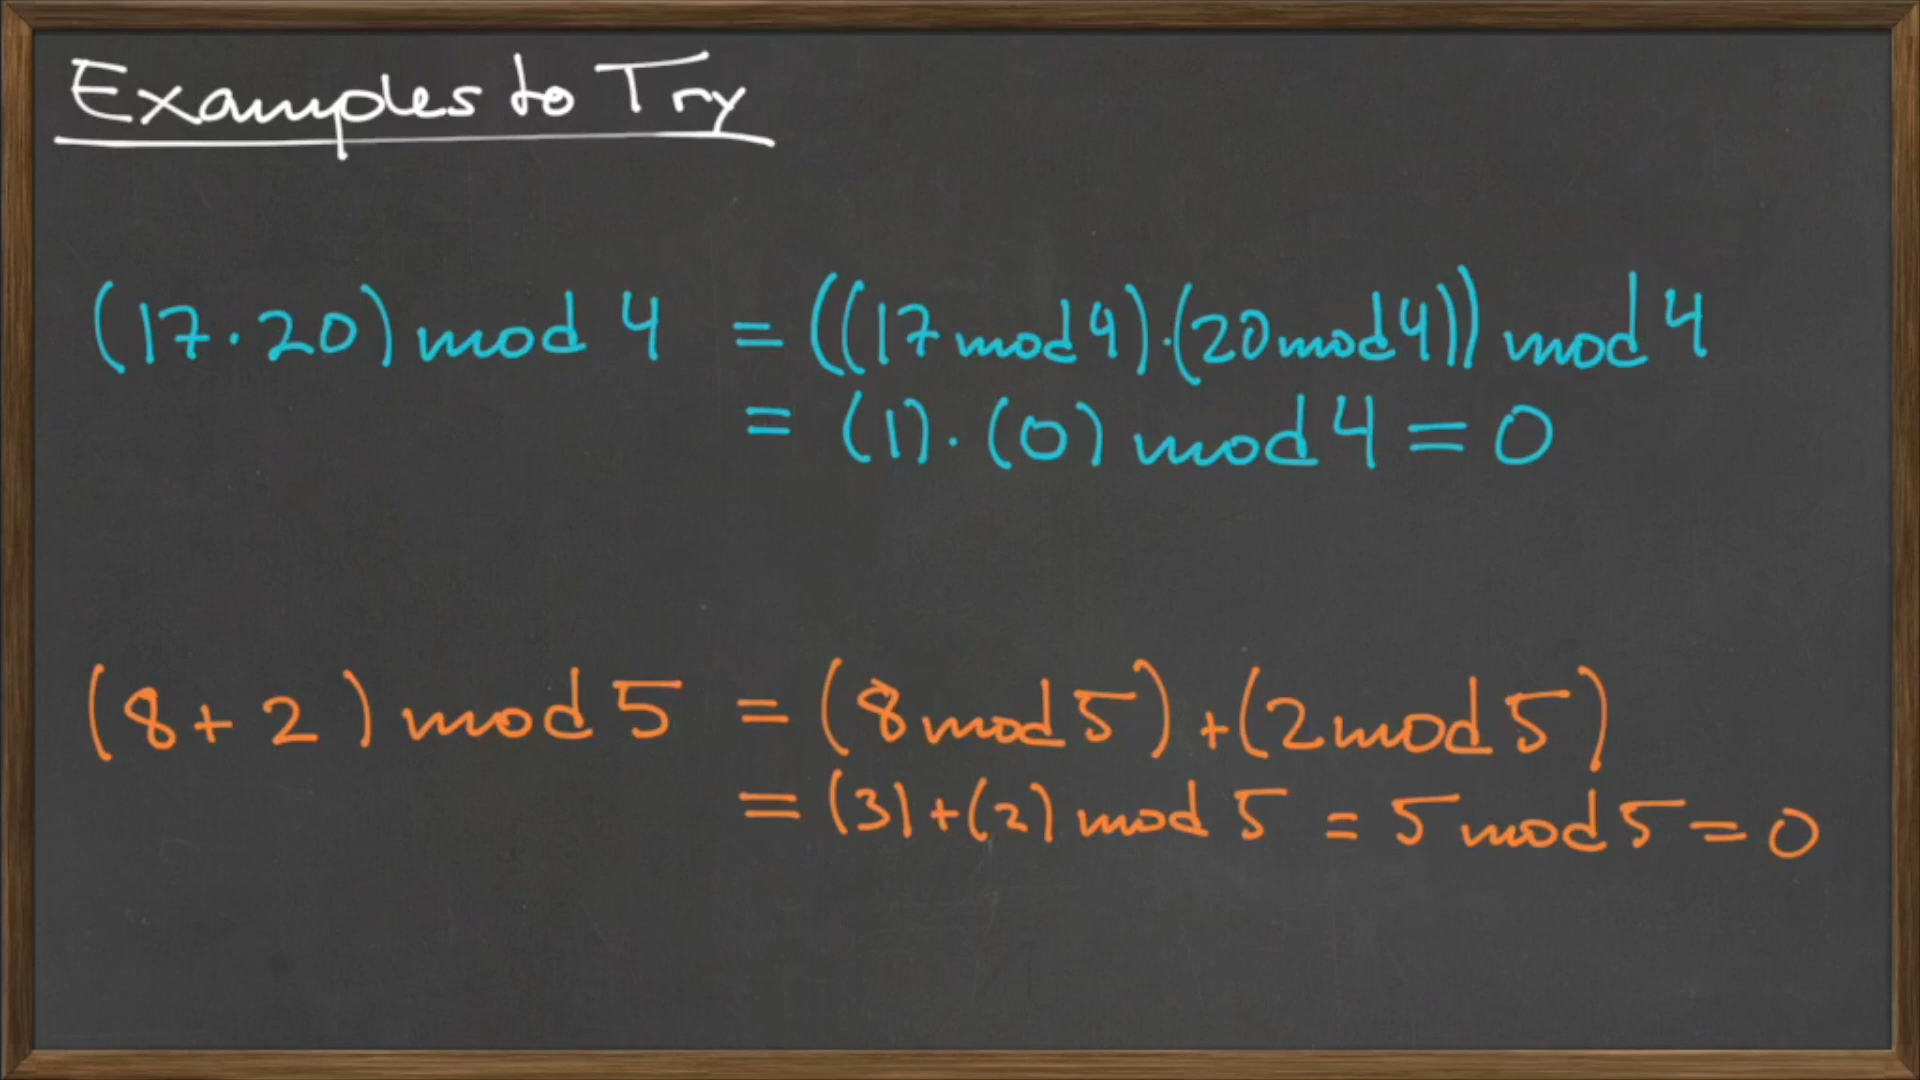 Examples to Try
(17·20) mod 4 = ((17 mod 4)·(20 mod 4)) mod 4
= (1)·(0) mod 4 = 0
(8+2) mod 5 = (8 mod 5)+(2 mod 5)
= (3)+(2) mod 5 = 5 mod 5 = 0